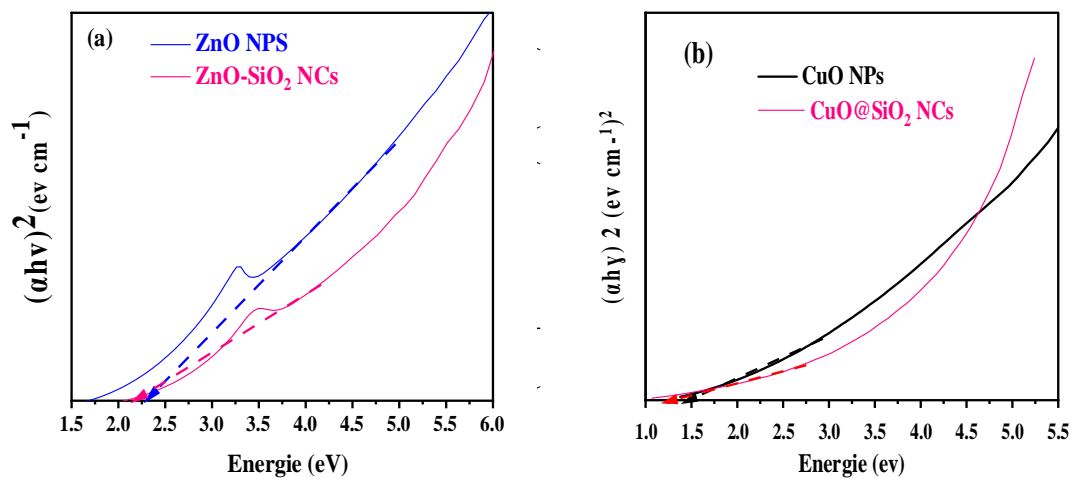 (a)
ZnO NPS
ZnO-SiO₂ NCs
(αhν)²(ev cm⁻¹)
1.5 2.0 2.5 3.0 3.5 4.0 4.5 5.0 5.5 6.0
Energie (eV)
(b)
CuO NPs
CuO@SiO₂ NCs
(αhγ) 2 (ev cm-¹)²
1.0 1.5 2.0 2.5 3.0 3.5 4.0 4.5 5.0 5.5
Energie (ev)